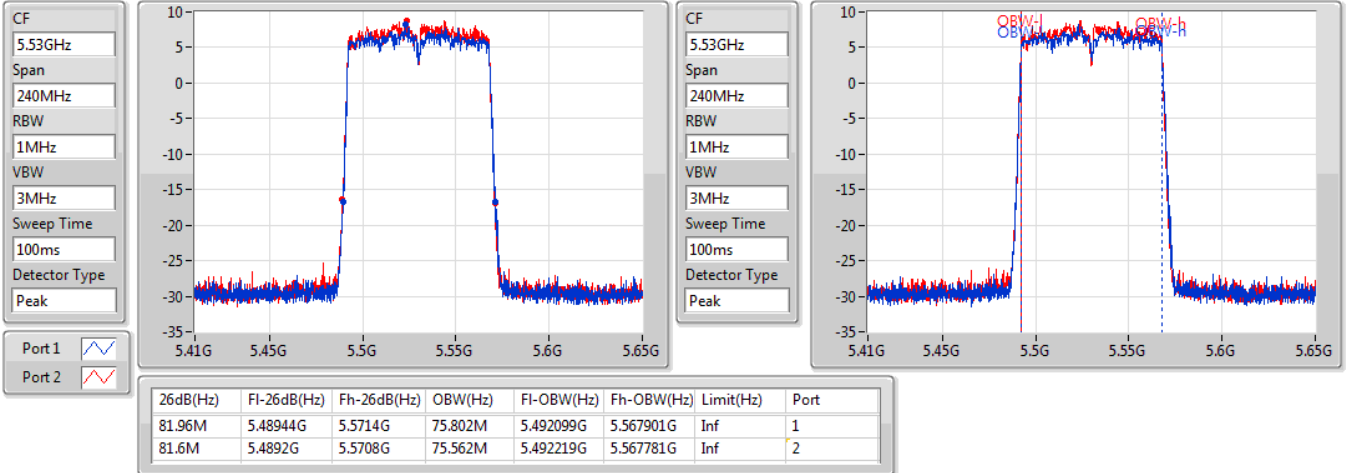 CF
5.53GHz
Span
240MHz
RBW
1MHz
VBW
3MHz
Sweep Time
100ms
Detector Type
Peak
Port 1
Port 2
10
5
0
-5
-10
-15
-20
-25
-30
-35
5.41G 5.45G 5.5G 5.55G 5.6G 5.65G
CF
5.53GHz
Span
240MHz
RBW
1MHz
VBW
3MHz
Sweep Time
100ms
Detector Type
Peak
OBW-l OBW-h
OBW-l OBW-h
10
5
0
-5
-10
-15
-20
-25
-30
-35
5.41G 5.45G 5.5G 5.55G 5.6G 5.65G
26dB(Hz) Fl-26dB(Hz) Fh-26dB(Hz) OBW(Hz) Fl-OBW(Hz) Fh-OBW(Hz) Limit(Hz) Port
81.96M 5.48944G 5.5714G 75.802M 5.492099G 5.567901G Inf 1
81.6M 5.4892G 5.5708G 75.562M 5.492219G 5.567781G Inf 2